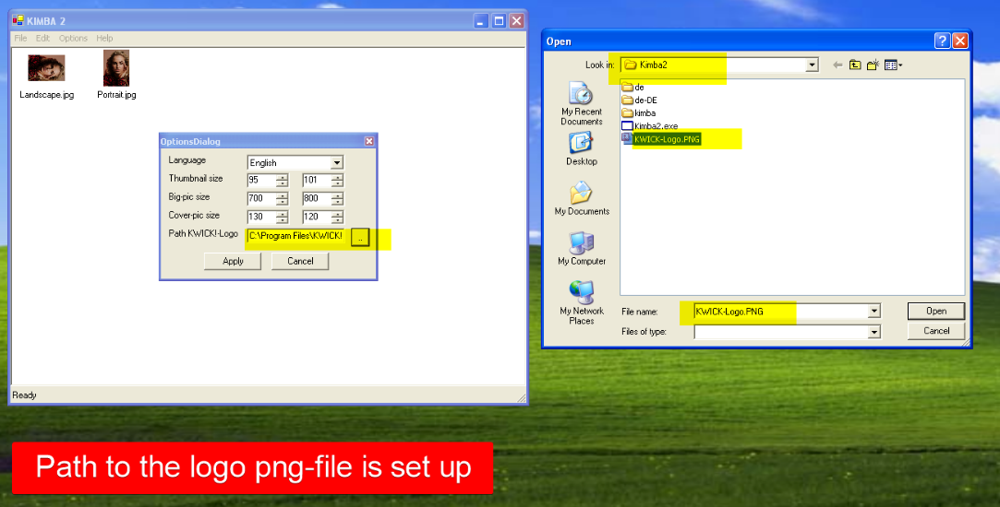 KIMBA 2
File Edit Options Help
Landscape.jpg Portrait.jpg
OptionsDialog
Language English
Thumbnail size 95 101
Big-pic size 700 800
Cover-pic size 130 120
Path KWICK!-Logo C:\Program Files\KWICK! ..
Apply Cancel
Ready
Open
Look in: Kimba2
My Recent
Documents
Desktop
My Documents
My Computer
My Network
Places
de
de-DE
kimba
Kimba2.exe
KWICK-Logo.PNG
File name: KWICK-Logo.PNG Open
Files of type: Cancel
Path to the logo png-file is set up